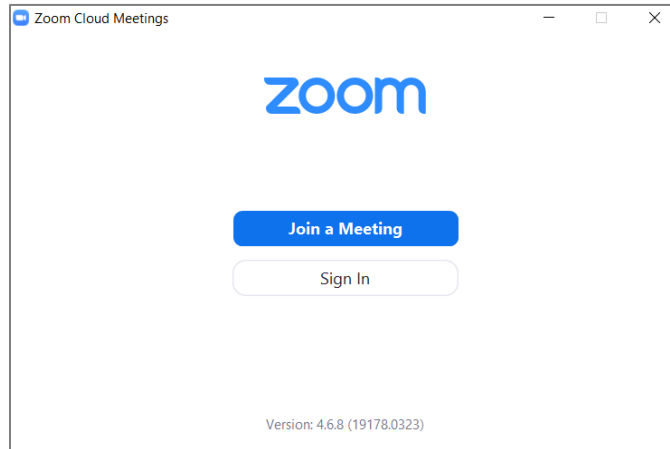 Zoom Cloud Meetings
zoom
Join a Meeting
Sign In
Version: 4.6.8 (19178.0323)